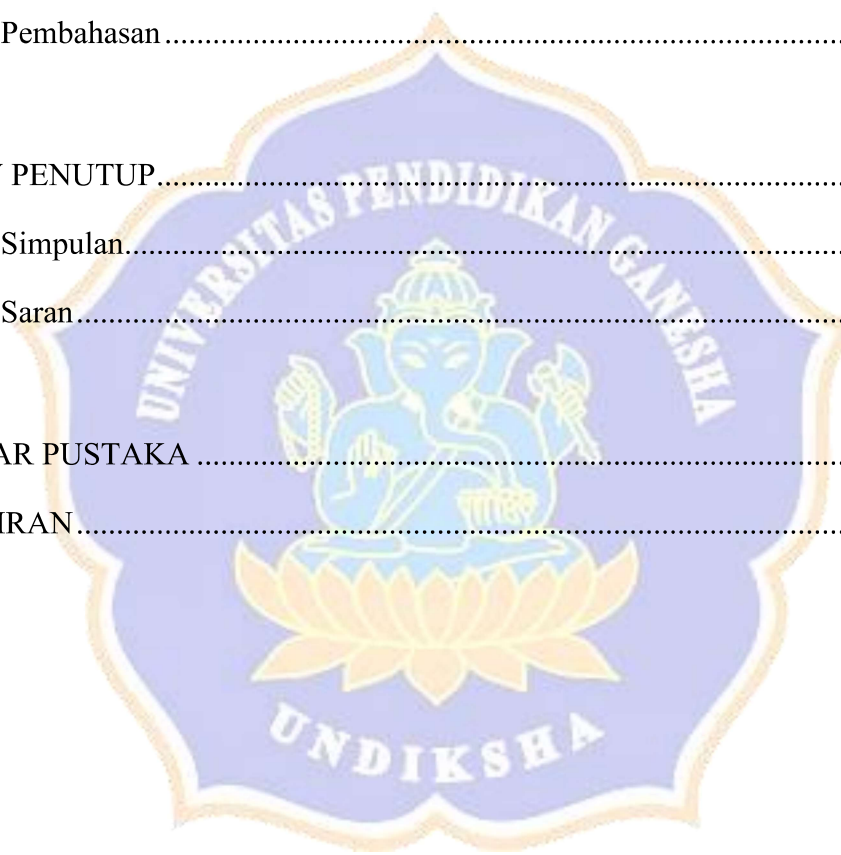 Pembahasan ....................................................................................
PENUTUP....................................................................................
Simpulan....................................................................................
Saran....................................................................................
AR PUSTAKA ....................................................................................
IRAN....................................................................................
UNIVERSITAS PENDIDIKAN GANESHA
UNDIKSHA